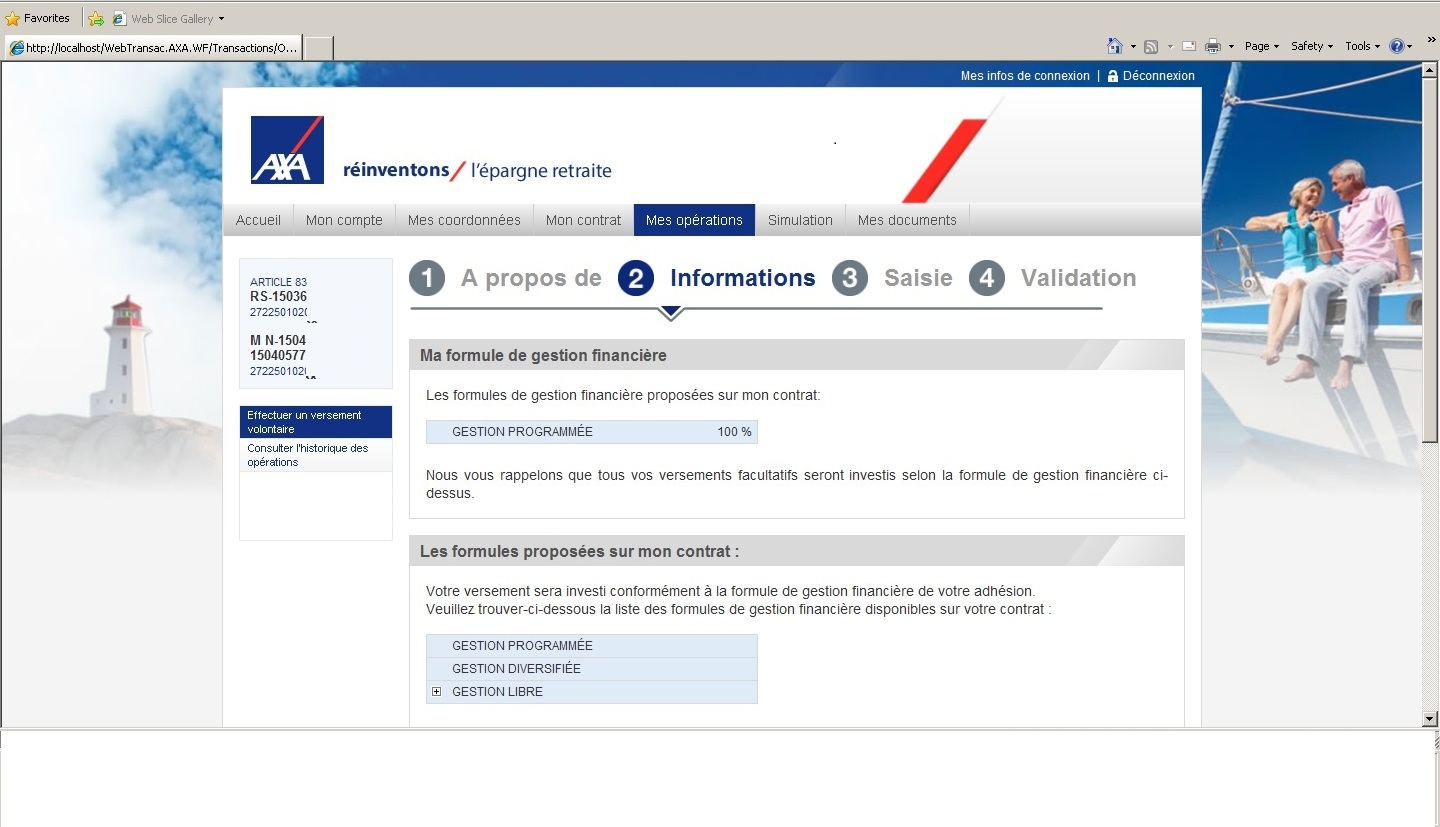 Favorites
Web Slice Gallery
http://localhost/WebTransac.AXA.WF/Transactions/O...
Page
Safety
Tools
Mes infos de connexion | Déconnexion
AXA
réinventons / l'épargne retraite
Accueil
Mon compte
Mes coordonnées
Mon contrat
Mes opérations
Simulation
Mes documents
ARTICLE 83
RS-15036
M N-1504
15040577
Effectuer un versement
volontaire
Consulter l'historique des
opérations
1 A propos de
2 Informations
3 Saisie
4 Validation
Ma formule de gestion financière
Les formules de gestion financière proposées sur mon contrat:
GESTION PROGRAMMÉE 100 %
Nous vous rappelons que tous vos versements facultatifs seront investis selon la formule de gestion financière ci-
dessus.
Les formules proposées sur mon contrat :
Votre versement sera investi conformément à la formule de gestion financière de votre adhésion.
Veuillez trouver-ci-dessous la liste des formules de gestion financière disponibles sur votre contrat :
GESTION PROGRAMMÉE
GESTION DIVERSIFIÉE
GESTION LIBRE